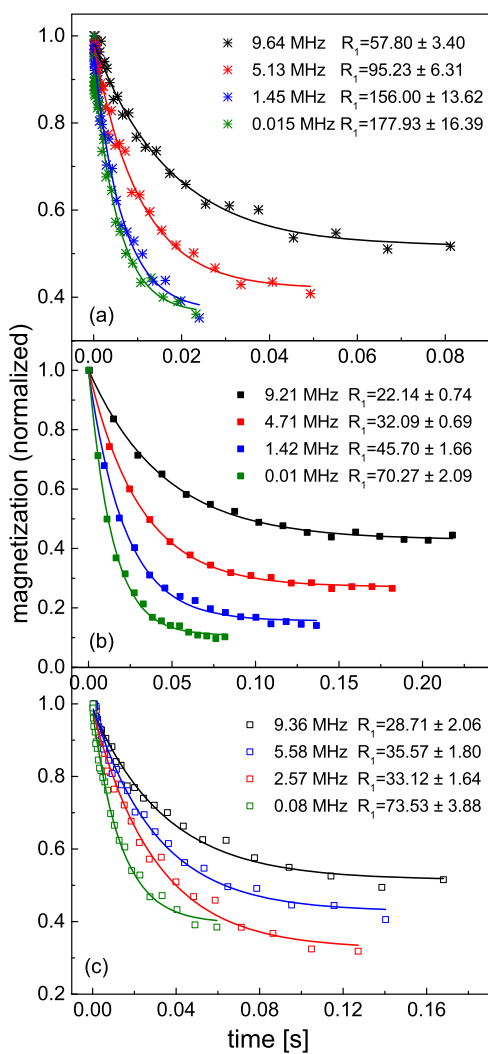 1.0
9.64 MHz R1=57.80 ± 3.40
5.13 MHz R1=95.23 ± 6.31
1.45 MHz R1=156.00 ± 13.62
0.015 MHz R1=177.93 ± 16.39
0.8
0.6
0.4
(a)
0.00 0.02 0.04 0.06 0.08
1.0
9.21 MHz R1=22.14 ± 0.74
4.71 MHz R1=32.09 ± 0.69
1.42 MHz R1=45.70 ± 1.66
0.01 MHz R1=70.27 ± 2.09
0.8
0.6
0.4
0.2
(b)
0.0
0.00 0.05 0.10 0.15 0.20
magnetization (normalized)
1.0
9.36 MHz R1=28.71 ± 2.06
5.58 MHz R1=35.57 ± 1.80
2.57 MHz R1=33.12 ± 1.64
0.08 MHz R1=73.53 ± 3.88
0.8
0.6
0.4
(c)
0.2
0.00 0.04 0.08 0.12 0.16
time [s]